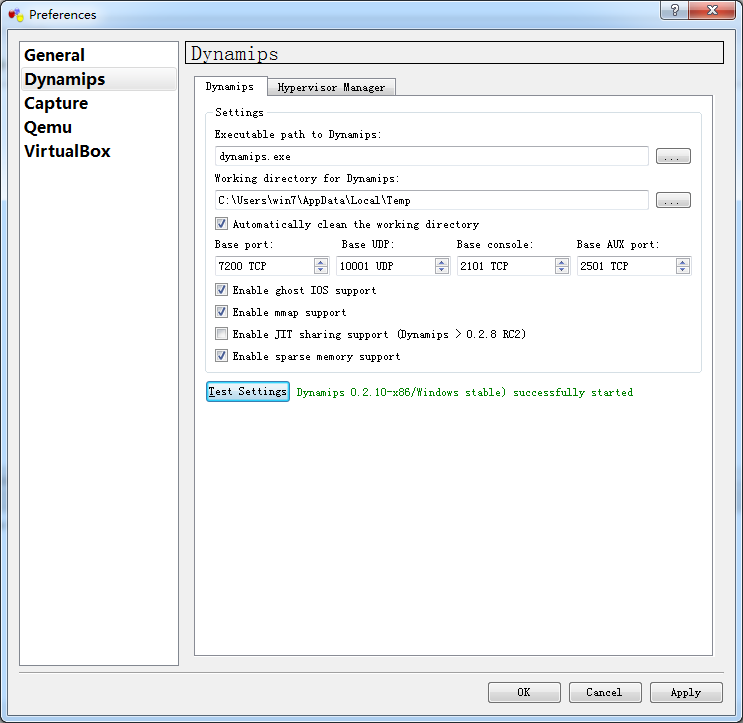 Preferences
General
Dynamips
Capture
Qemu
VirtualBox
Dynamips
Dynamips Hypervisor Manager
Settings
Executable path to Dynamips:
dynamips.exe ...
Working directory for Dynamips:
C:\Users\win7\AppData\Local\Temp ...
Automatically clean the working directory
Base port: Base UDP: Base console: Base AUX port:
7200 TCP 10001 UDP 2101 TCP 2501 TCP
Enable ghost IOS support
Enable mmap support
Enable JIT sharing support (Dynamips > 0.2.8 RC2)
Enable sparse memory support
Test Settings Dynamips 0.2.10-x86/Windows stable) successfully started
OK Cancel Apply